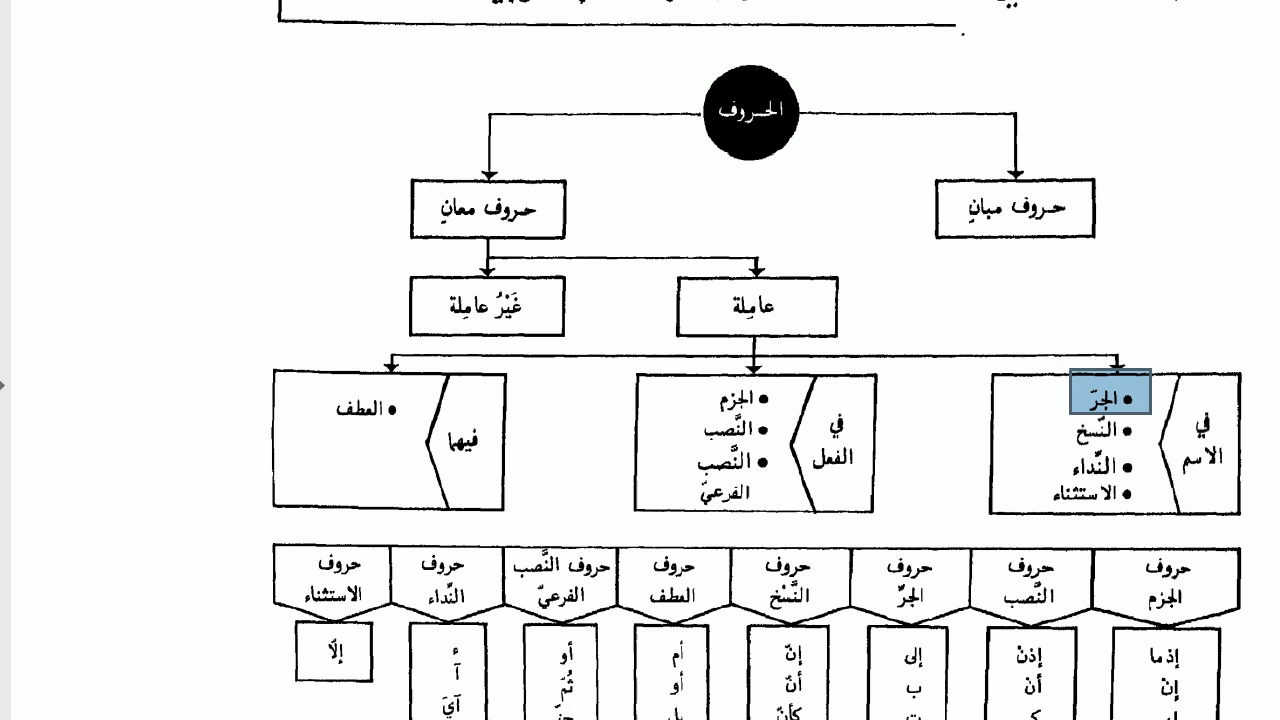 الحروف
حروف مبانٍ
حروف معانٍ
عامِلة
غَيْرُ عامِلة
في
الاسم
• الجرّ
• النّسخ
• النِّداء
• الاستثناء
في
الفعل
• الجزم
• النَّصب
• النَّصب
الفرعيّ
فيهما
• العطف
حروف
الجزم
حروف
النَّصب
حروف
الجرّ
حروف
النَّسْخ
حروف
العطف
حروف النَّصب
الفرعيّ
حروف
النِّداء
حروف
الاستثناء
إذما
إنْ
إذنْ
أنْ
إلى
ب
إنّ
أنّ
كأنّ
أم
أو
أو
ثُمّ
ء
آ
آيَ
إلَّا